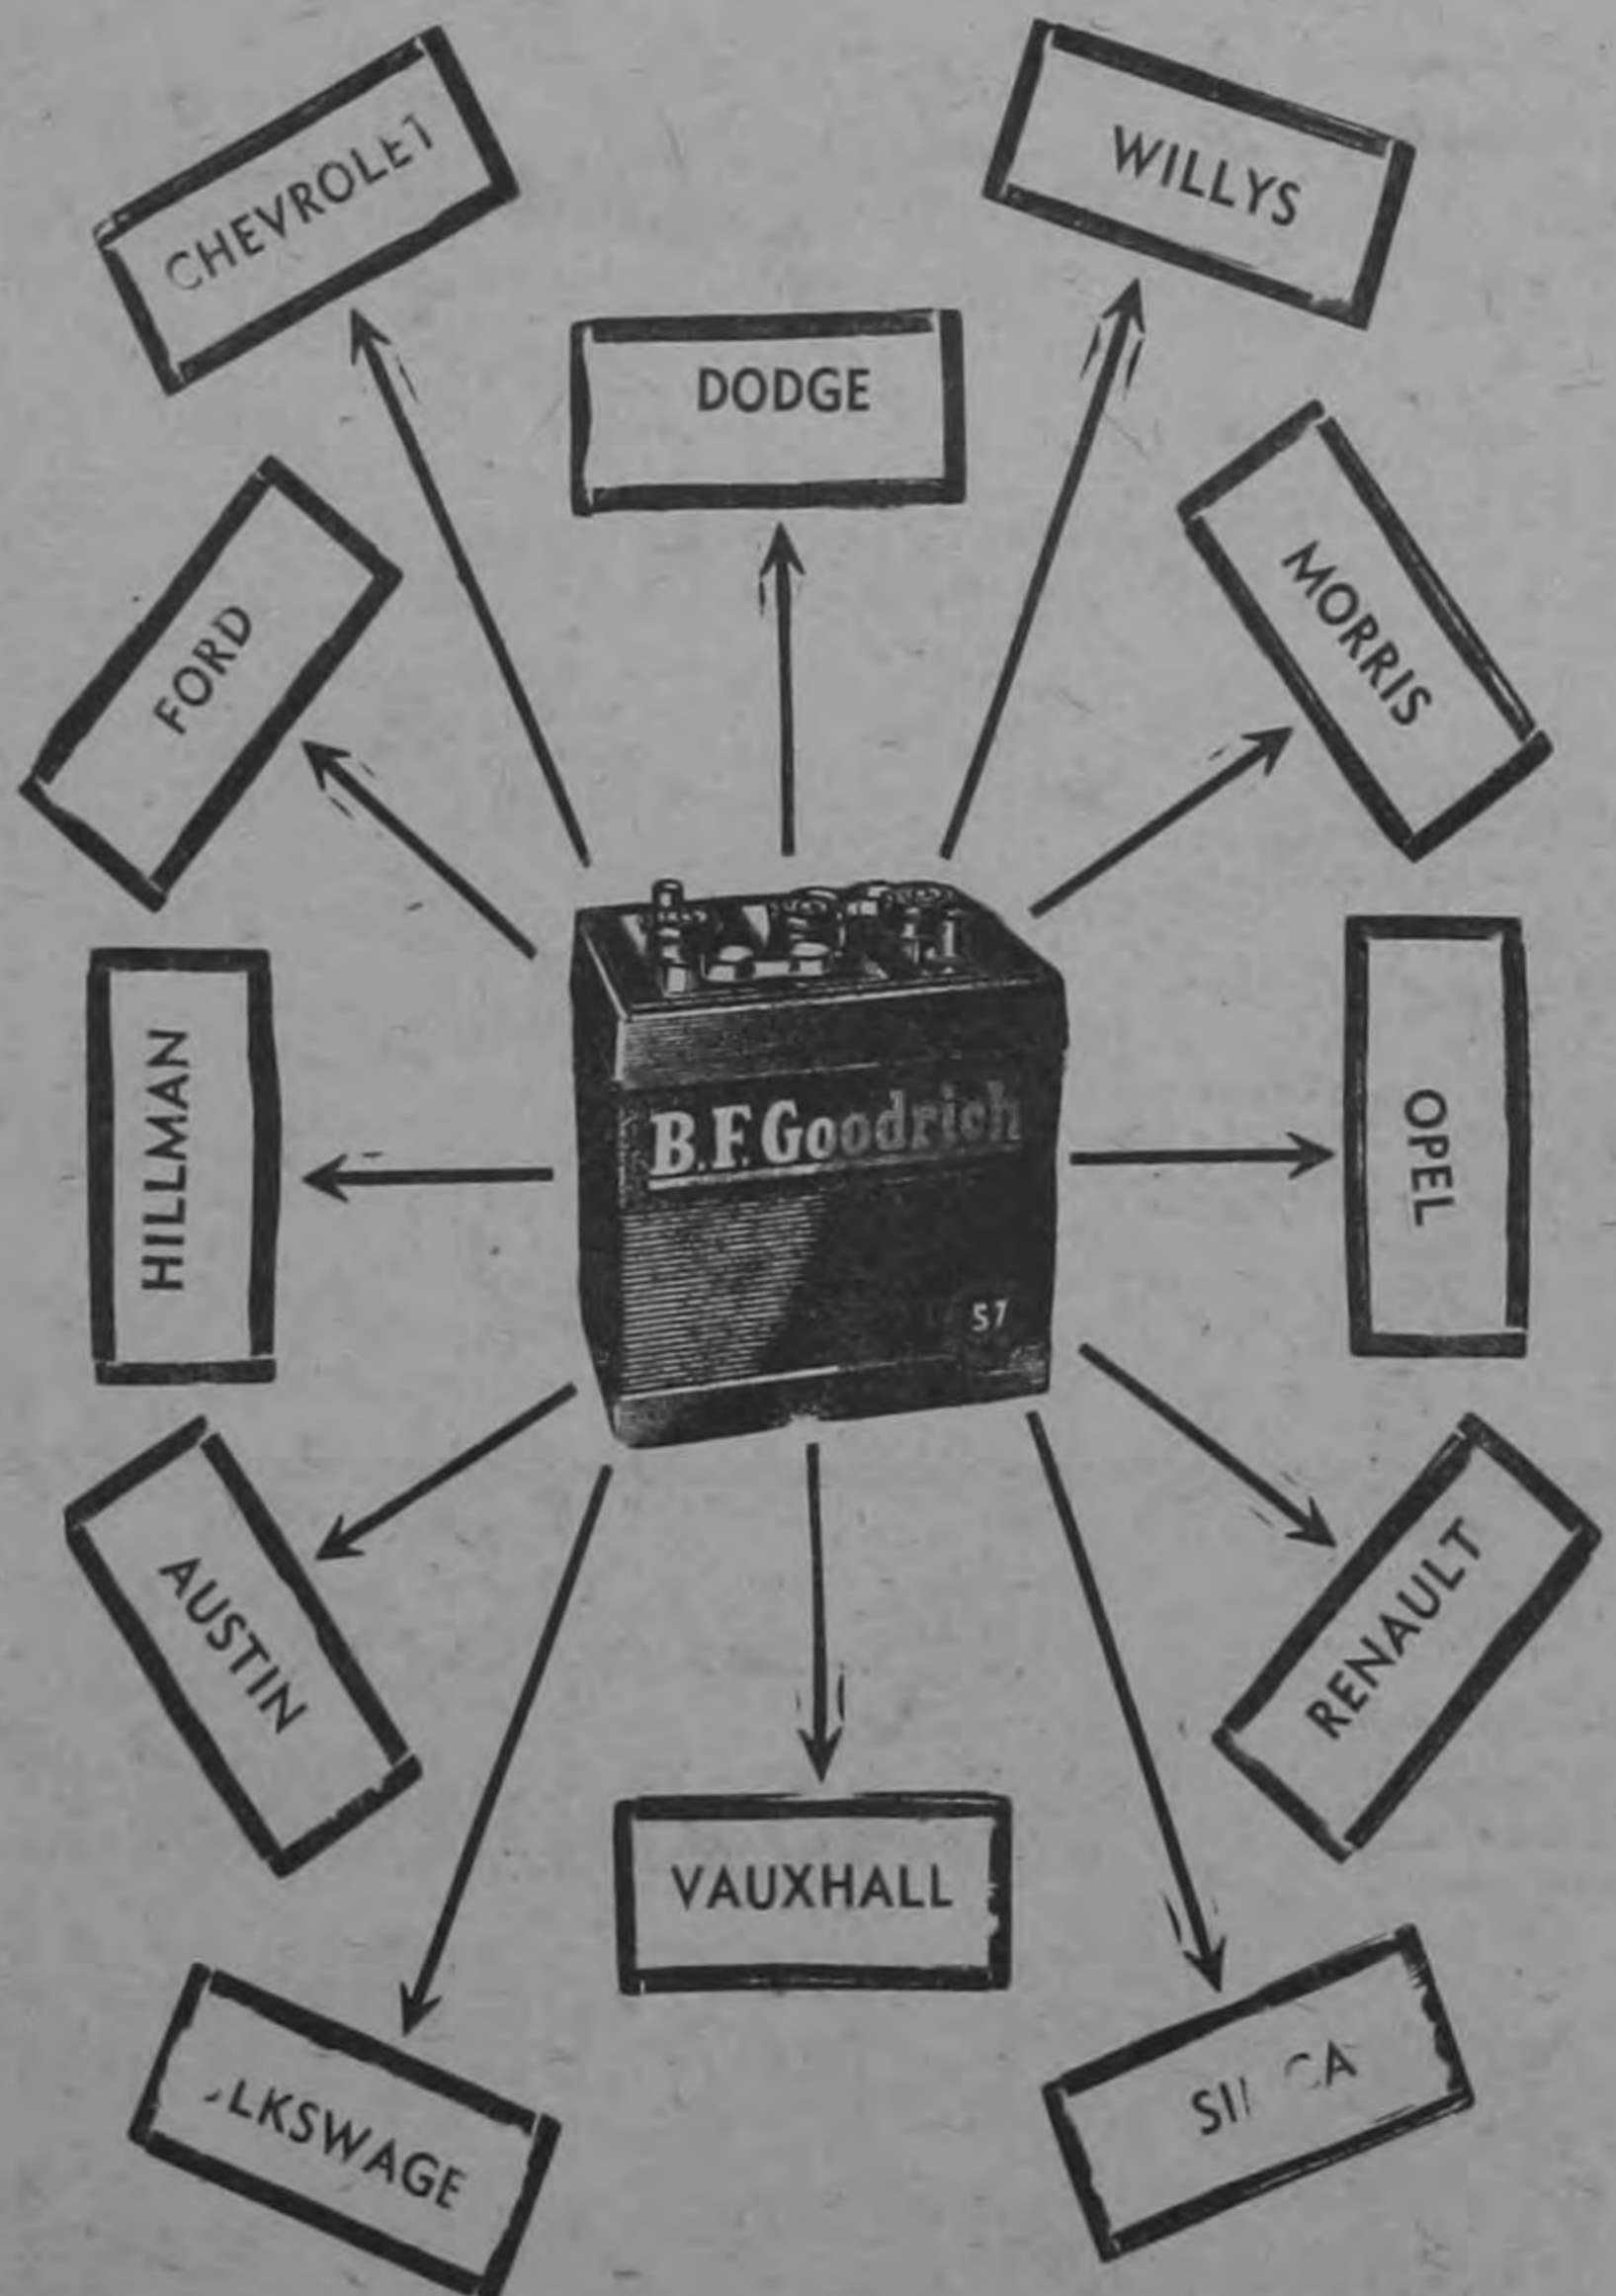 CHEVROLET
WILLYS
DODGE
FORD
MORRIS
HILLMAN
B.F. Goodrich
57
OPEL
AUSTIN
RENAULT
VAUXHALL
LKSWAGE